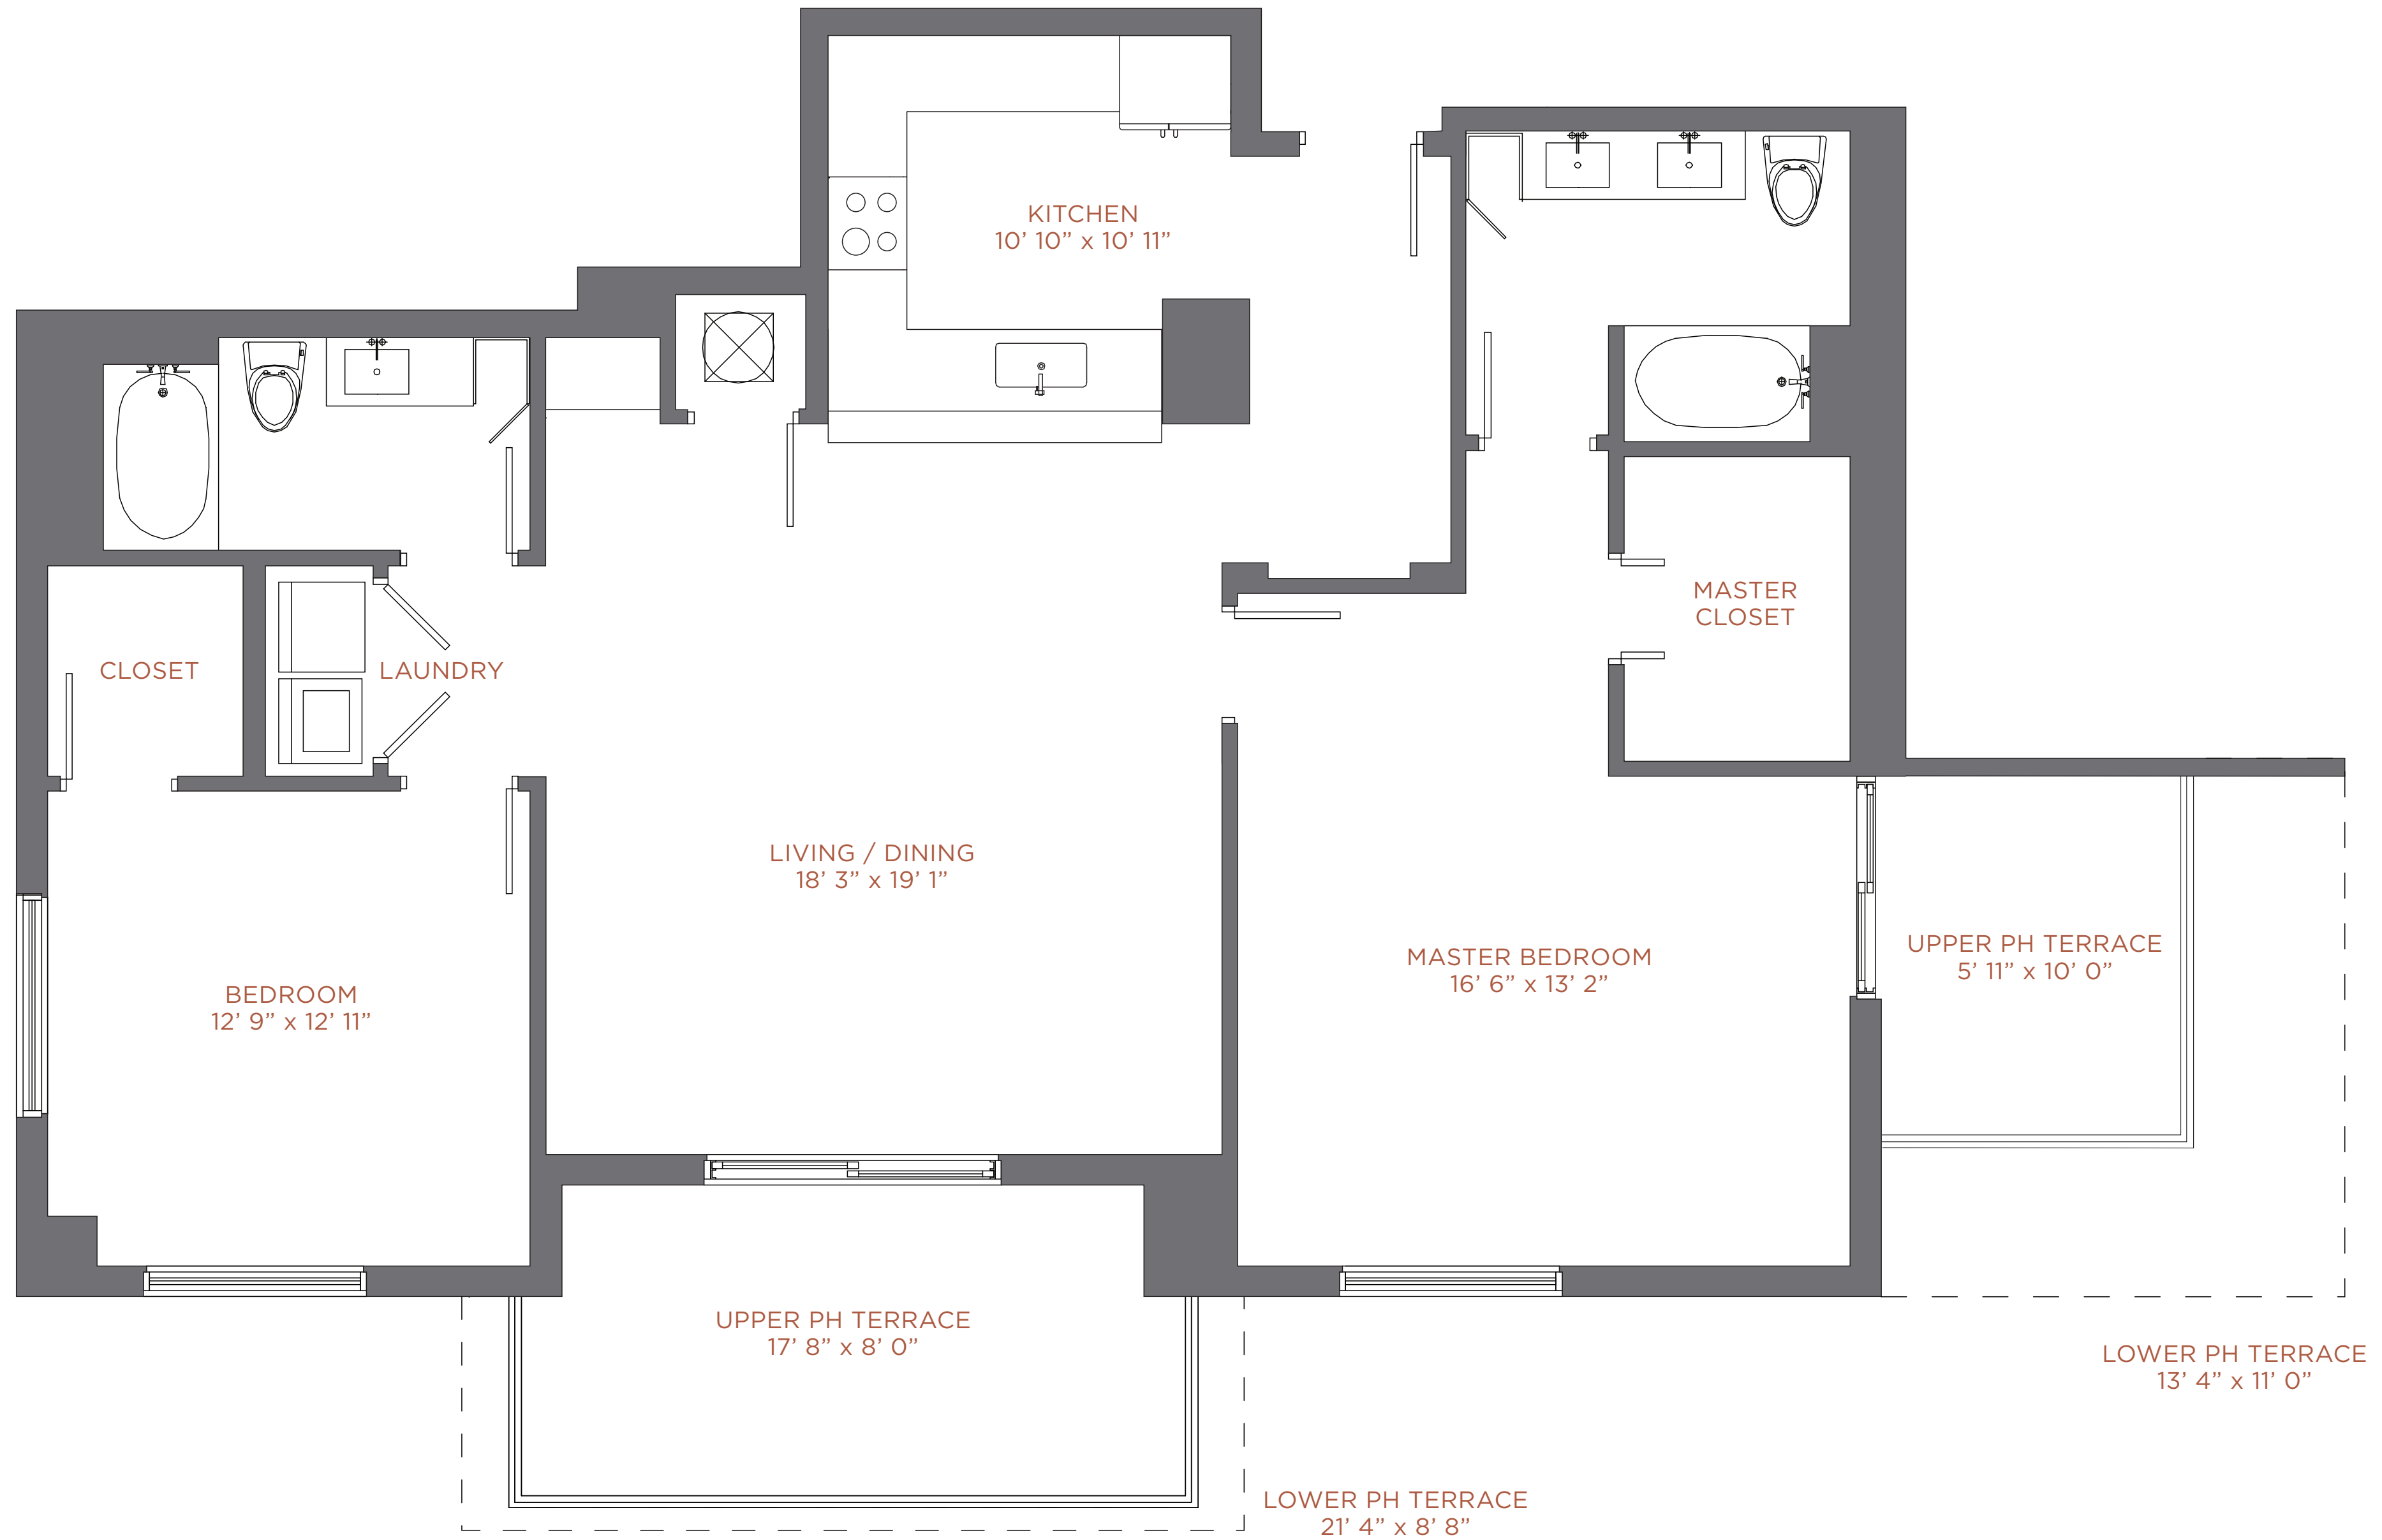 KITCHEN
10’ 10” x 10’ 11”
MASTER
CLOSET
CLOSET
LAUNDRY
LIVING / DINING
18’ 3” x 19’ 1”
MASTER BEDROOM
16’ 6” x 13’ 2”
UPPER PH TERRACE
5’ 11” x 10’ 0”
BEDROOM
12’ 9” x 12’ 11”
UPPER PH TERRACE
17’ 8” x 8’ 0”
LOWER PH TERRACE
13’ 4” x 11’ 0”
LOWER PH TERRACE
21’ 4” x 8’ 8”